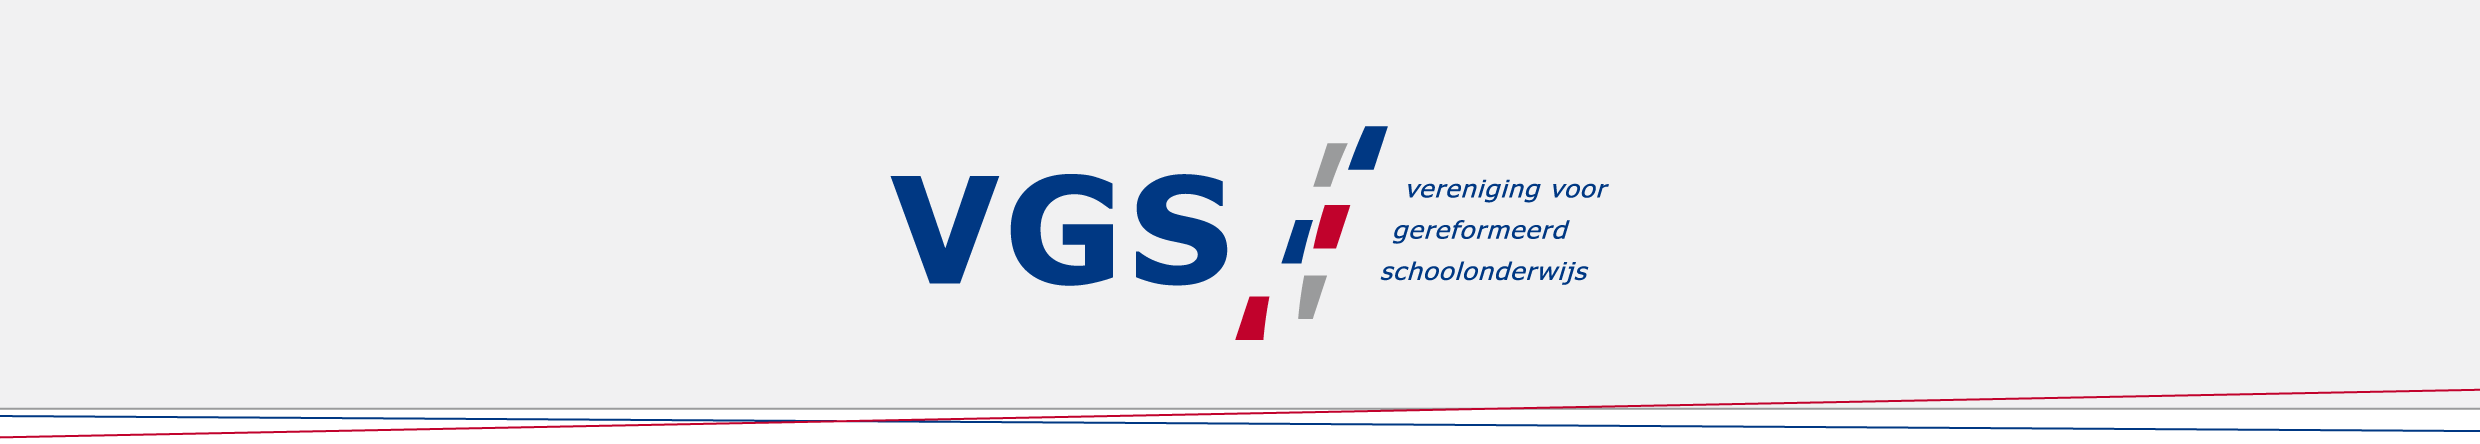 VGS
vereniging voor
gereformeerd
schoolonderwijs